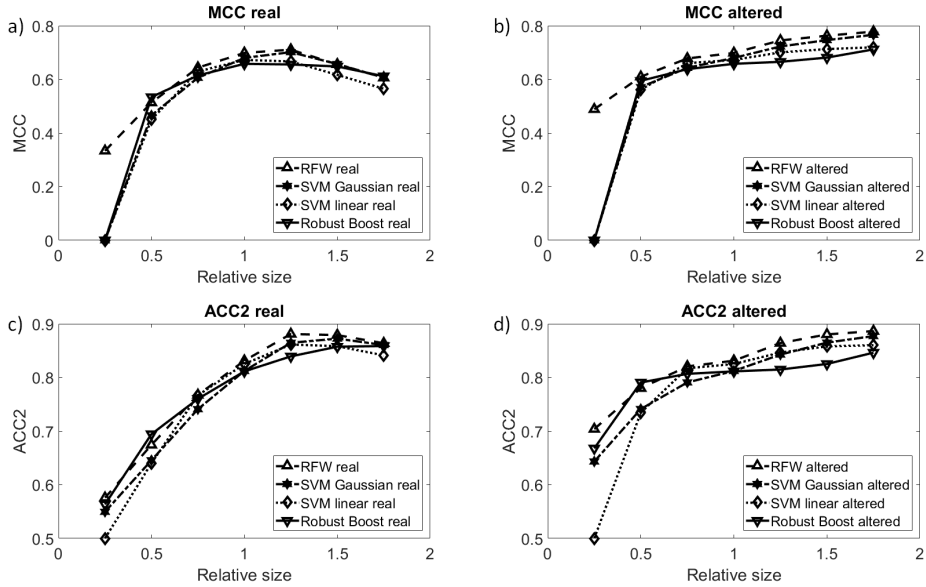 a)
MCC real
0.8
0.6
0.4
0.2
0
MCC
0
0.5
1
1.5
2
Relative size
RFW real
SVM Gaussian real
SVM linear real
Robust Boost real
b)
MCC altered
0.8
0.6
0.4
0.2
0
MCC
0
0.5
1
1.5
2
Relative size
RFW altered
SVM Gaussian altered
SVM linear altered
Robust Boost altered
c)
ACC2 real
0.9
0.8
0.7
0.6
0.5
ACC2
0
0.5
1
1.5
2
Relative size
RFW real
SVM Gaussian real
SVM linear real
Robust Boost real
d)
ACC2 altered
0.9
0.8
0.7
0.6
0.5
ACC2
0
0.5
1
1.5
2
Relative size
RFW altered
SVM Gaussian altered
SVM linear altered
Robust Boost altered